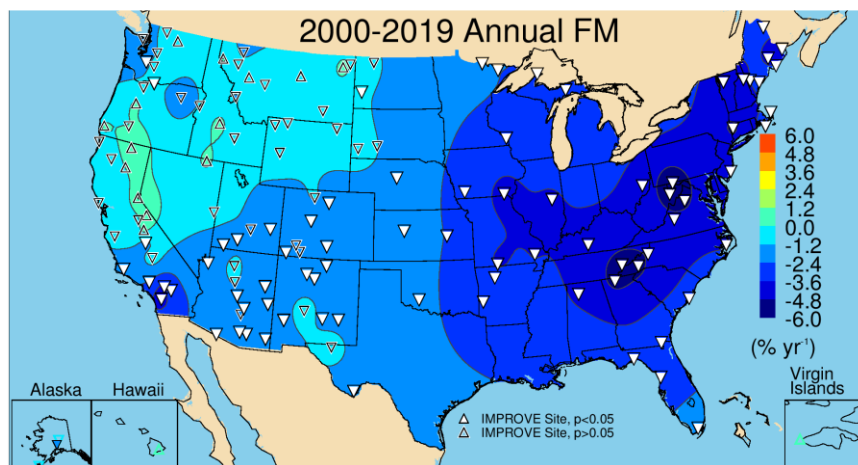 2000-2019 Annual FM
6.0
4.8
3.6
2.4
1.2
0.0
-1.2
-2.4
-3.6
-4.8
-6.0
(% yr⁻¹)
Alaska
Hawaii
IMPROVE Site, p<0.05
IMPROVE Site, p>0.05
Virgin
Islands